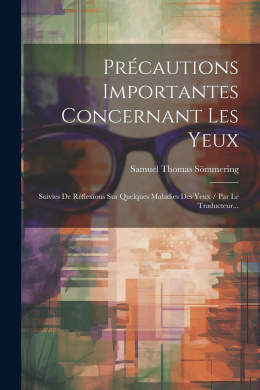 Précautions
Importantes
Concernant Les
Yeux
Samuel Thomas Sömmering
Suivies De Réflexions Sur Quelques Maladies Des Yeux / Par Le
Traducteur...